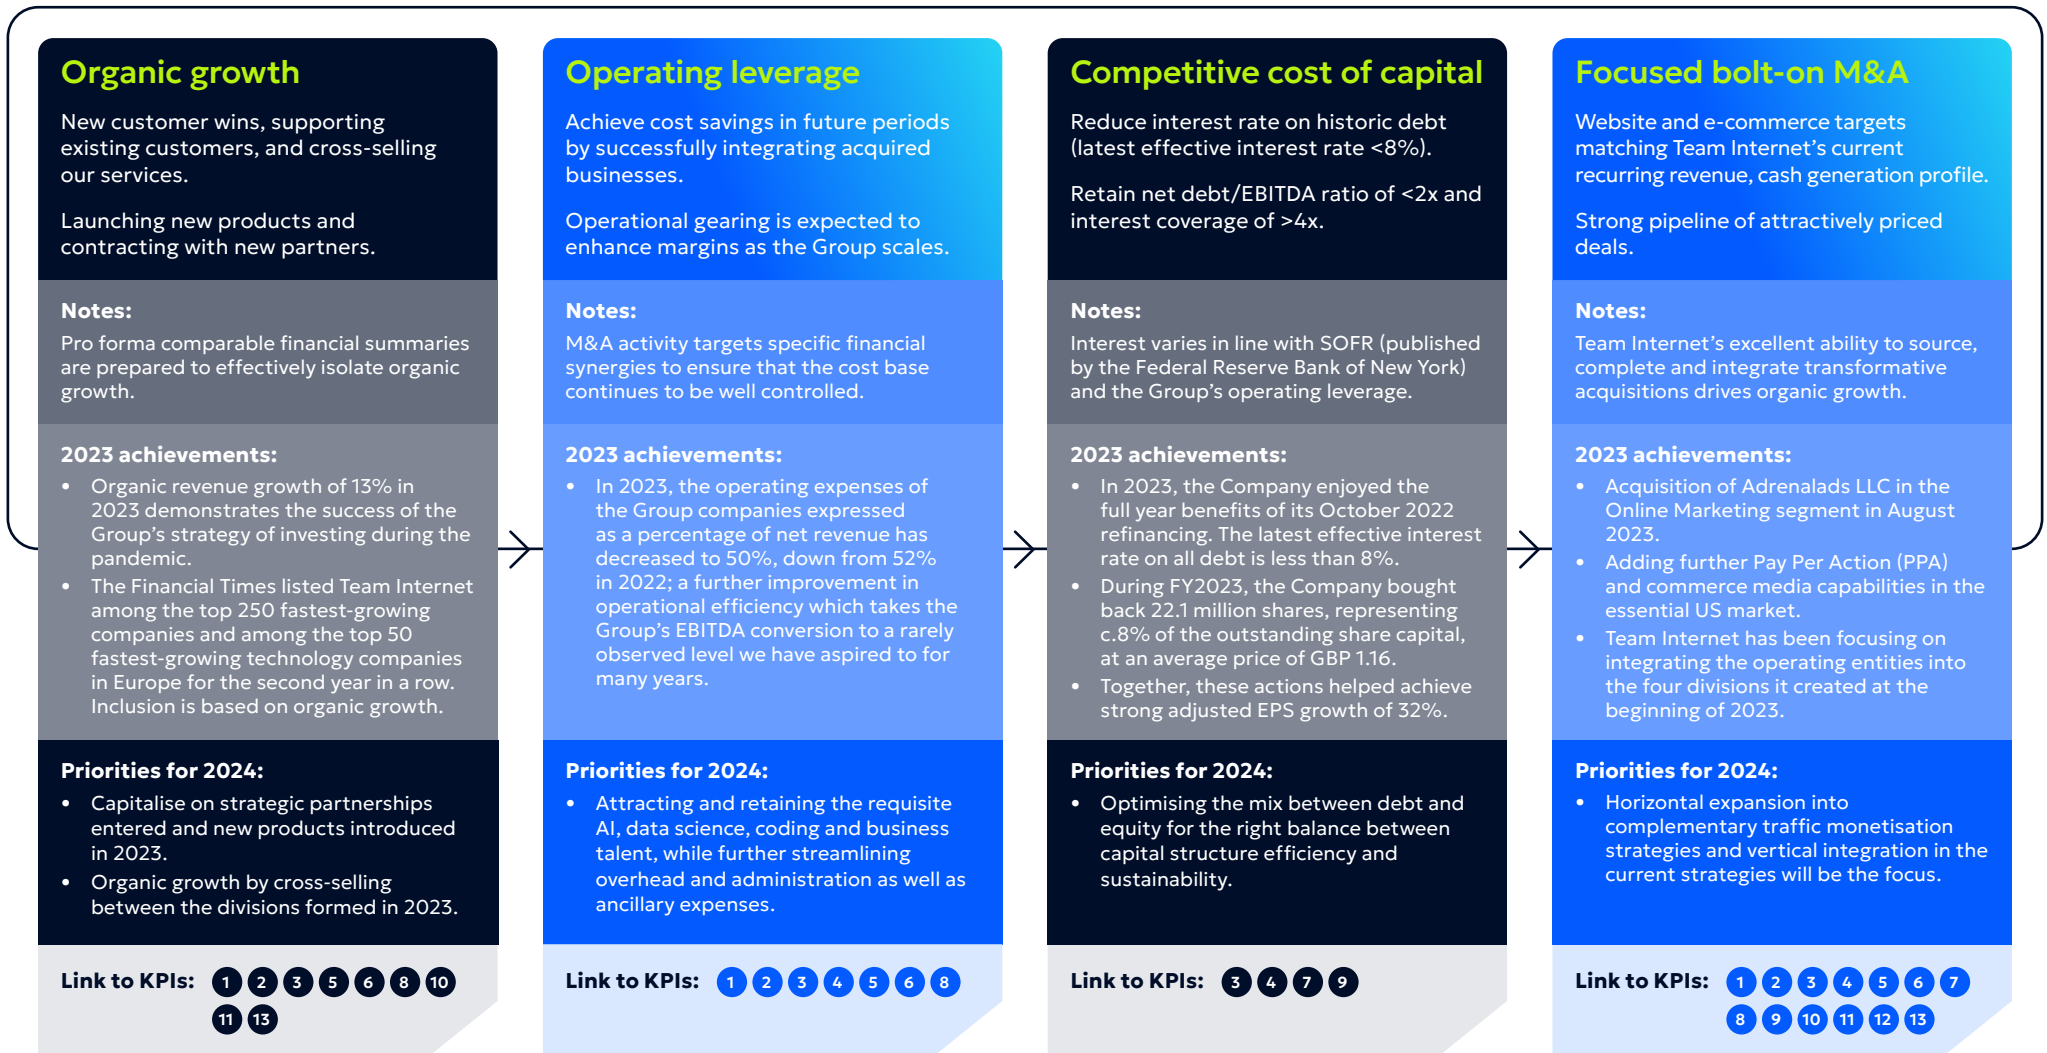 Organic growth
New customer wins, supporting
existing customers, and cross-selling
our services.
Launching new products and
contracting with new partners.
Notes:
Pro forma comparable financial summaries
are prepared to effectively isolate organic
growth.
2023 achievements:
• Organic revenue growth of 13% in
2023 demonstrates the success of the
Group’s strategy of investing during the
pandemic.
• The Financial Times listed Team Internet
among the top 250 fastest-growing
companies and among the top 50
fastest-growing technology companies
in Europe for the second year in a row.
Inclusion is based on organic growth.
Priorities for 2024:
• Capitalise on strategic partnerships
entered and new products introduced
in 2023.
• Organic growth by cross-selling
between the divisions formed in 2023.
Link to KPIs: 1 2 3 5 6 8 10
11 13
Operating leverage
Achieve cost savings in future periods
by successfully integrating acquired
businesses.
Operational gearing is expected to
enhance margins as the Group scales.
Notes:
M&A activity targets specific financial
synergies to ensure that the cost base
continues to be well controlled.
2023 achievements:
• In 2023, the operating expenses of
the Group companies expressed
as a percentage of net revenue has
decreased to 50%, down from 52%
in 2022; a further improvement in
operational efficiency which takes the
Group’s EBITDA conversion to a rarely
observed level we have aspired to for
many years.
Priorities for 2024:
• Attracting and retaining the requisite
AI, data science, coding and business
talent, while further streamlining
overhead and administration as well as
ancillary expenses.
Link to KPIs: 1 2 3 4 5 6 8
Competitive cost of capital
Reduce interest rate on historic debt
(latest effective interest rate <8%).
Retain net debt/EBITDA ratio of <2x and
interest coverage of >4x.
Notes:
Interest varies in line with SOFR (published
by the Federal Reserve Bank of New York)
and the Group’s operating leverage.
2023 achievements:
• In 2023, the Company enjoyed the
full year benefits of its October 2022
refinancing. The latest effective interest
rate on all debt is less than 8%.
• During FY2023, the Company bought
back 22.1 million shares, representing
c.8% of the outstanding share capital,
at an average price of GBP 1.16.
• Together, these actions helped achieve
strong adjusted EPS growth of 32%.
Priorities for 2024:
• Optimising the mix between debt and
equity for the right balance between
capital structure efficiency and
sustainability.
Link to KPIs: 3 4 7 9
Focused bolt-on M&A
Website and e-commerce targets
matching Team Internet’s current
recurring revenue, cash generation profile.
Strong pipeline of attractively priced
deals.
Notes:
Team Internet’s excellent ability to source,
complete and integrate transformative
acquisitions drives organic growth.
2023 achievements:
• Acquisition of Adrenalads LLC in the
Online Marketing segment in August
2023.
• Adding further Pay Per Action (PPA)
and commerce media capabilities in the
essential US market.
• Team Internet has been focusing on
integrating the operating entities into
the four divisions it created at the
beginning of 2023.
Priorities for 2024:
• Horizontal expansion into
complementary traffic monetisation
strategies and vertical integration in the
current strategies will be the focus.
Link to KPIs: 1 2 3 4 5 6 7
8 9 10 11 12 13